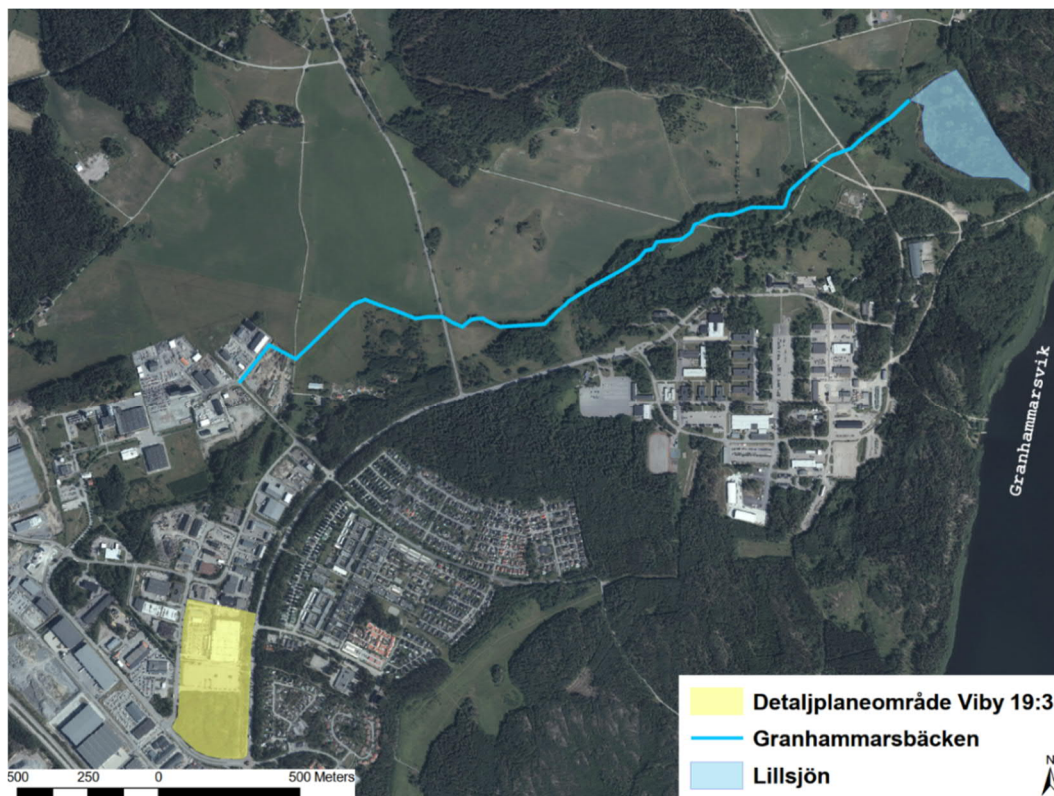 Granhammarsvik
Detaljplaneområde Viby 19:3
Granhammarsbäcken
Lillsjön
500 250 0 500 Meters
N